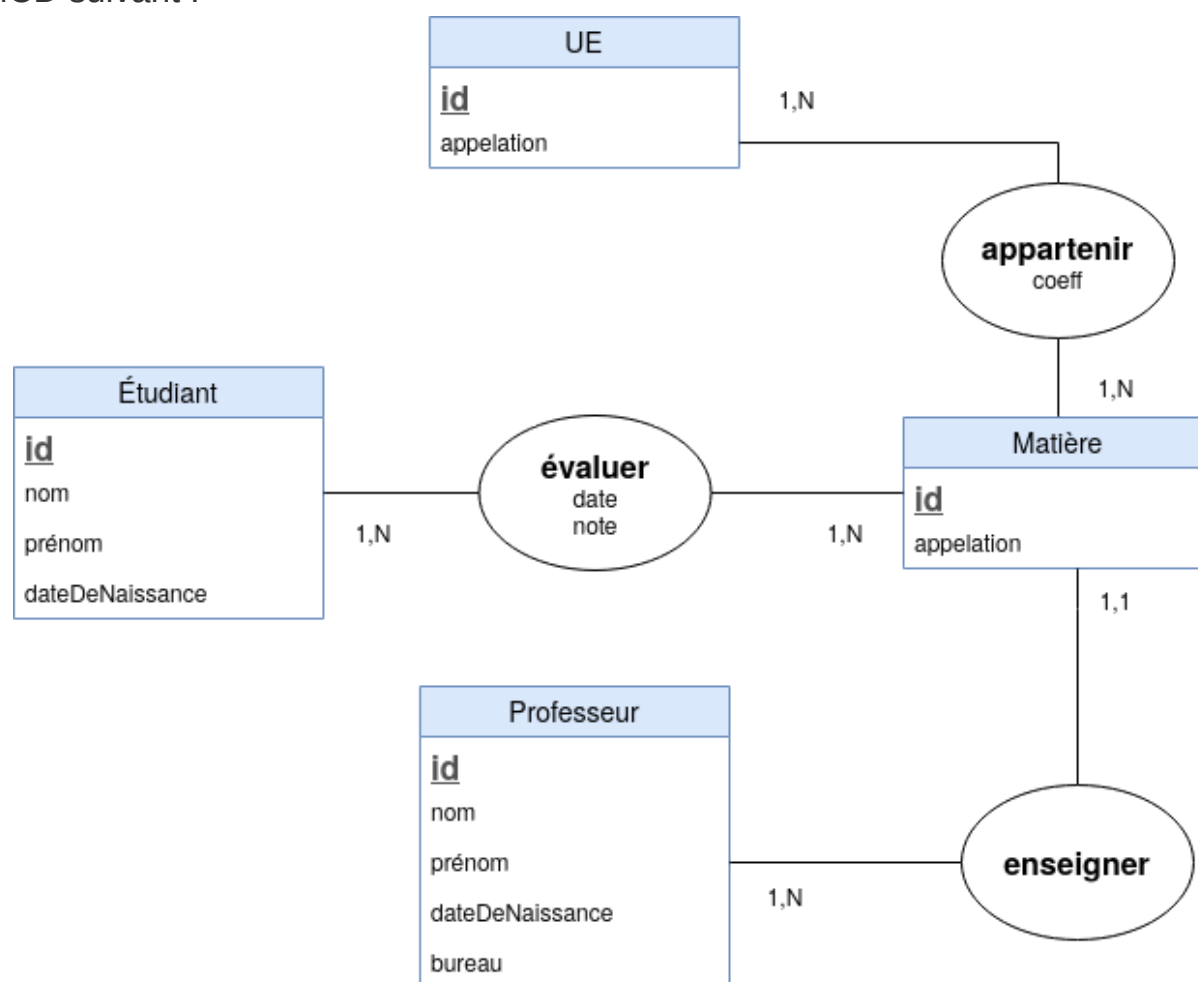 suivant :
UE
id
appelation
1,N
appartenir
coeff
1,N
Étudiant
id
nom
prénom
dateDeNaissance
1,N
évaluer
date
note
1,N
Matière
id
appelation
1,1
Professeur
id
nom
prénom
dateDeNaissance
bureau
1,N
enseigner